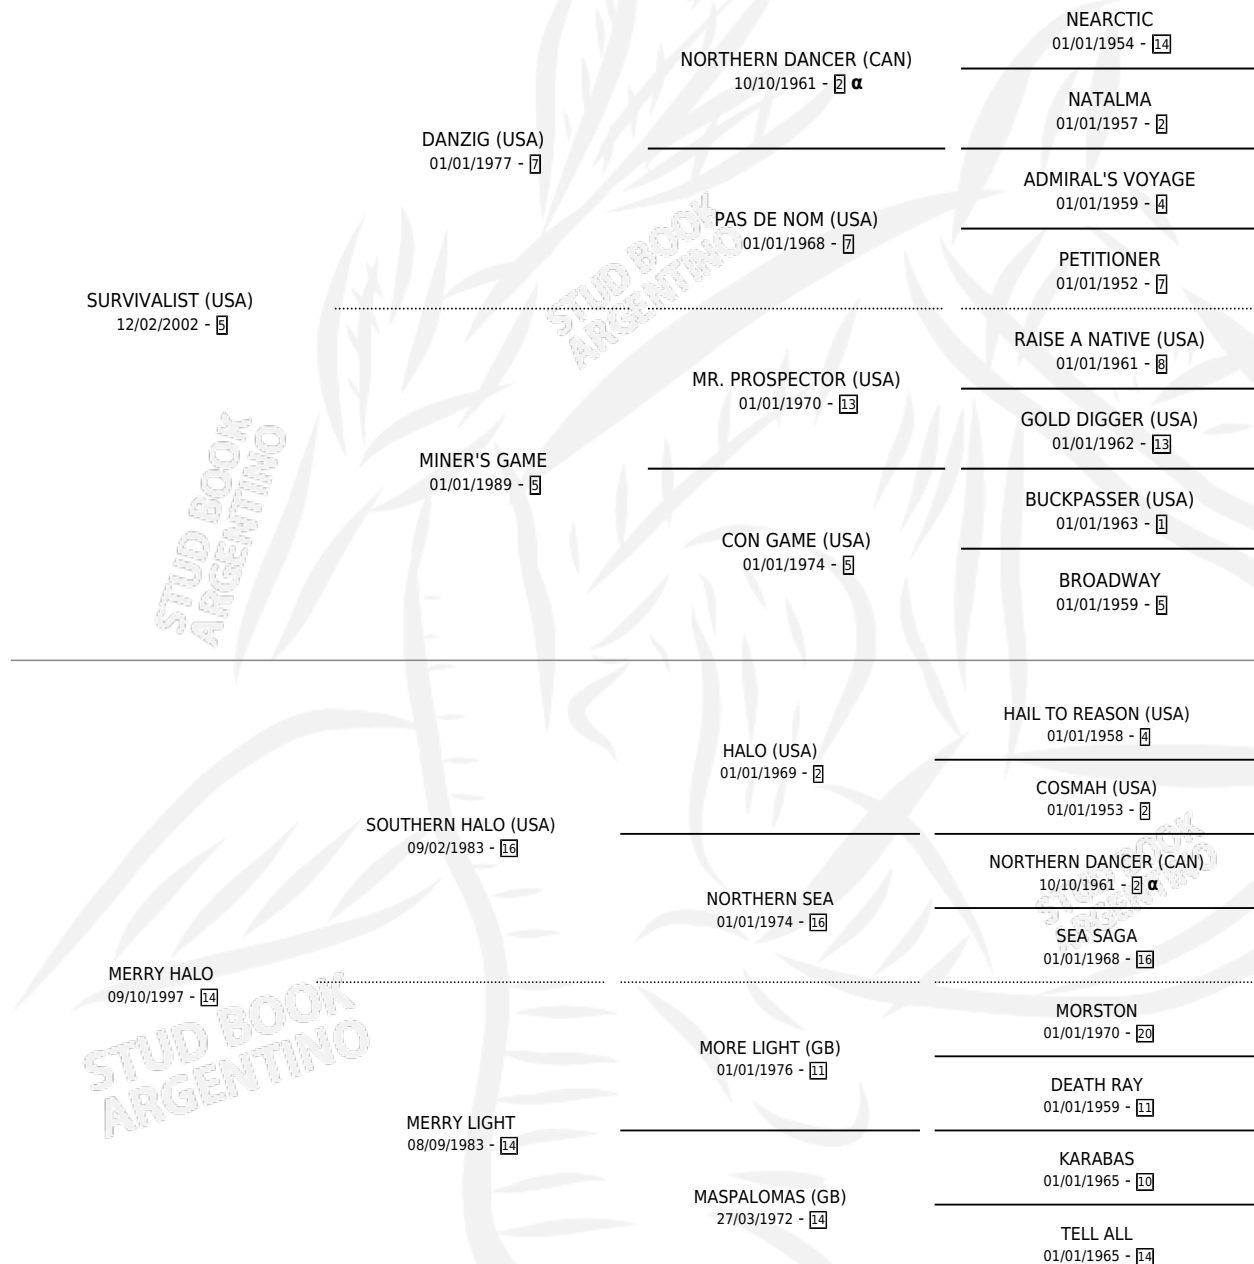 NEARCTIC
01/01/1954 - 14
NORTHERN DANCER (CAN)
10/10/1961 - 2 α
NATALMA
01/01/1957 - 2
DANZIG (USA)
01/01/1977 - 7
ADMIRAL'S VOYAGE
01/01/1959 - 4
PAS DE NOM (USA)
01/01/1968 - 7
PETITIONER
01/01/1952 - 7
SURVIVALIST (USA)
12/02/2002 - 5
STUD BOOK
ARGENTINO
RAISE A NATIVE (USA)
01/01/1961 - 8
MR. PROSPECTOR (USA)
01/01/1970 - 13
GOLD DIGGER (USA)
01/01/1962 - 13
MINER'S GAME
01/01/1989 - 5
BUCKPASSER (USA)
01/01/1963 - 1
CON GAME (USA)
01/01/1974 - 5
BROADWAY
01/01/1959 - 5
STUD BOOK
ARGENTINO
HAIL TO REASON (USA)
01/01/1958 - 4
HALO (USA)
01/01/1969 - 2
COSMAH (USA)
01/01/1953 - 2
SOUTHERN HALO (USA)
09/02/1983 - 16
NORTHERN DANCER (CAN)
10/10/1961 - 2 α
NORTHERN SEA
01/01/1974 - 16
SEA SAGA
01/01/1968 - 16
STUD BOOK
ARGENTINO
MERRY HALO
09/10/1997 - 14
MORSTON
01/01/1970 - 20
MORE LIGHT (GB)
01/01/1976 - 11
DEATH RAY
01/01/1959 - 11
STUD BOOK
ARGENTINO
MERRY LIGHT
08/09/1983 - 14
KARABAS
01/01/1965 - 10
MASPALOMAS (GB)
27/03/1972 - 14
TELL ALL
01/01/1965 - 14